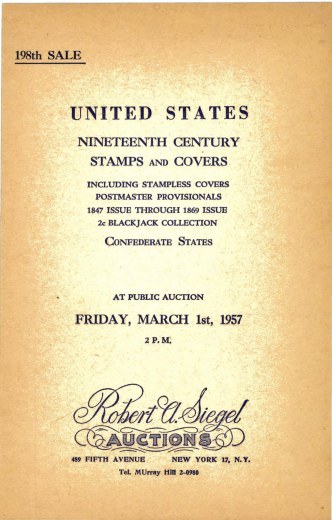 198th SALE
UNITED STATES
NINETEENTH CENTURY
STAMPS AND COVERS
INCLUDING STAMPLESS COVERS
POSTMASTER PROVISIONALS
1847 ISSUE THROUGH 1869 ISSUE
2c BLACKJACK COLLECTION
CONFEDERATE STATES
AT PUBLIC AUCTION
FRIDAY, MARCH 1st, 1957
2 P. M.
Robert A. Siegel
AUCTIONS
489 FIFTH AVENUE NEW YORK 17, N. Y.
Tel. MUrray Hill 2-0988